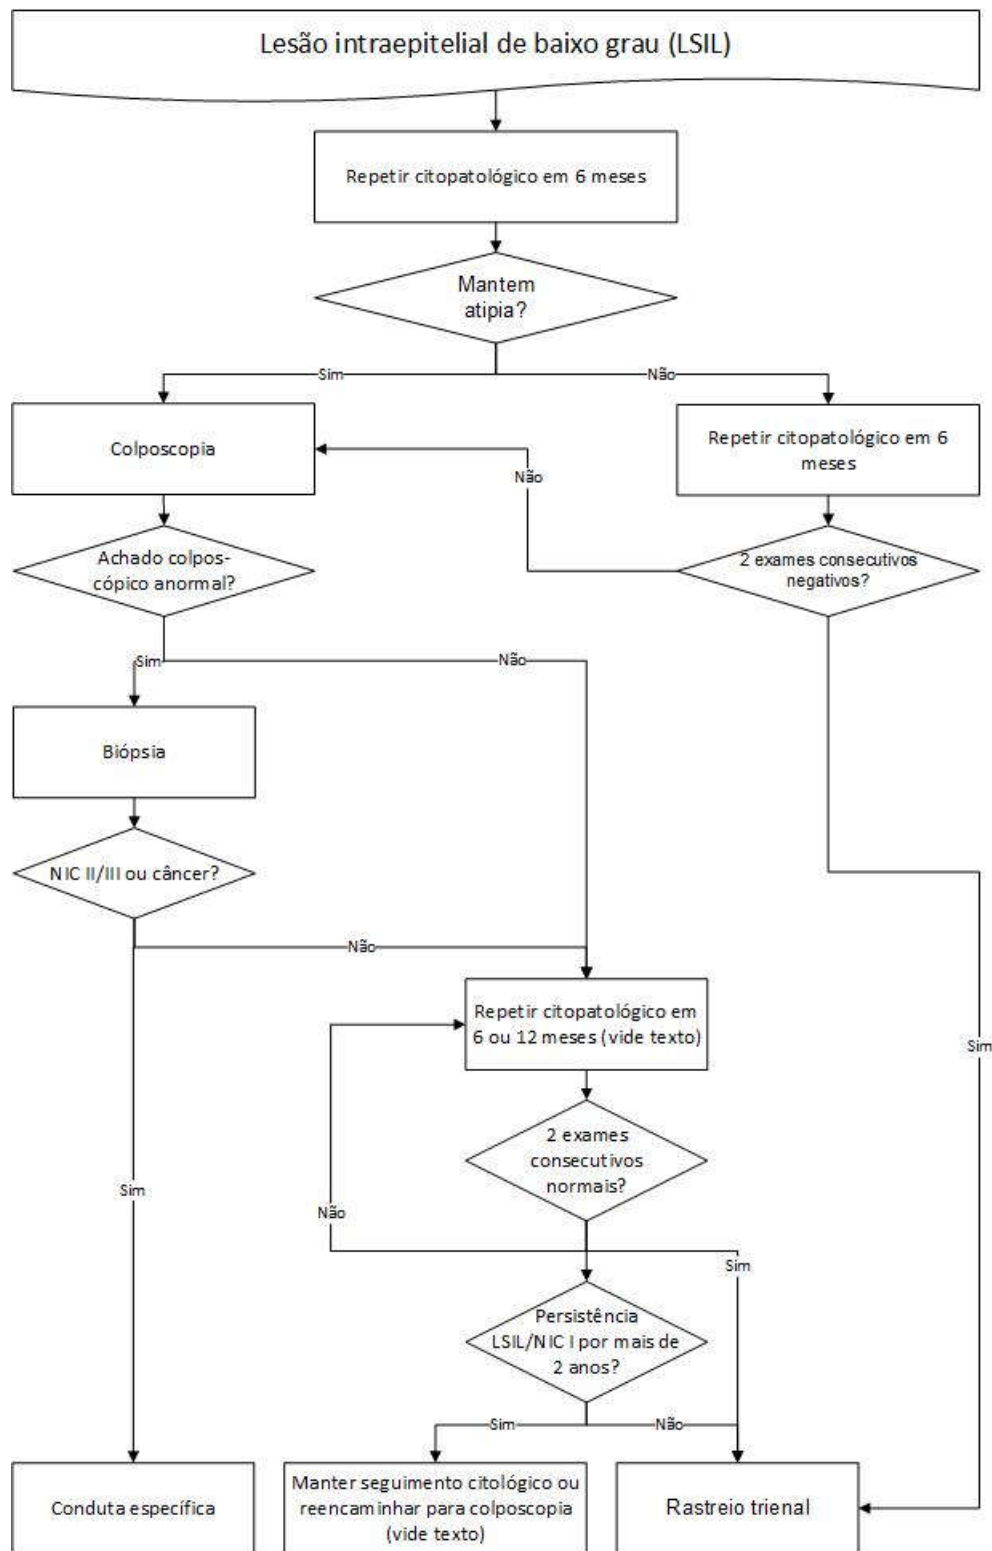 Lesão intraepitelial de baixo grau (LSIL)
Repetir citopatológico em 6 meses
Mantem
atipia?
Sim
Não
Colposcopia
Repetir citopatológico em 6
meses
Não
Achado colpos-
cópico anormal?
2 exames consecutivos
negativos?
Sim
Não
Biópsia
NIC II/III ou câncer?
Não
Repetir citopatológico em
6 ou 12 meses (vide texto)
Sim
2 exames
consecutivos
normais?
Sim
Não
Sim
Persistência
LSIL/NIC I por mais de
2 anos?
Sim
Não
Conduta específica
Manter seguimento citológico ou
reencaminhar para colposcopia
(vide texto)
Rastreio trienal